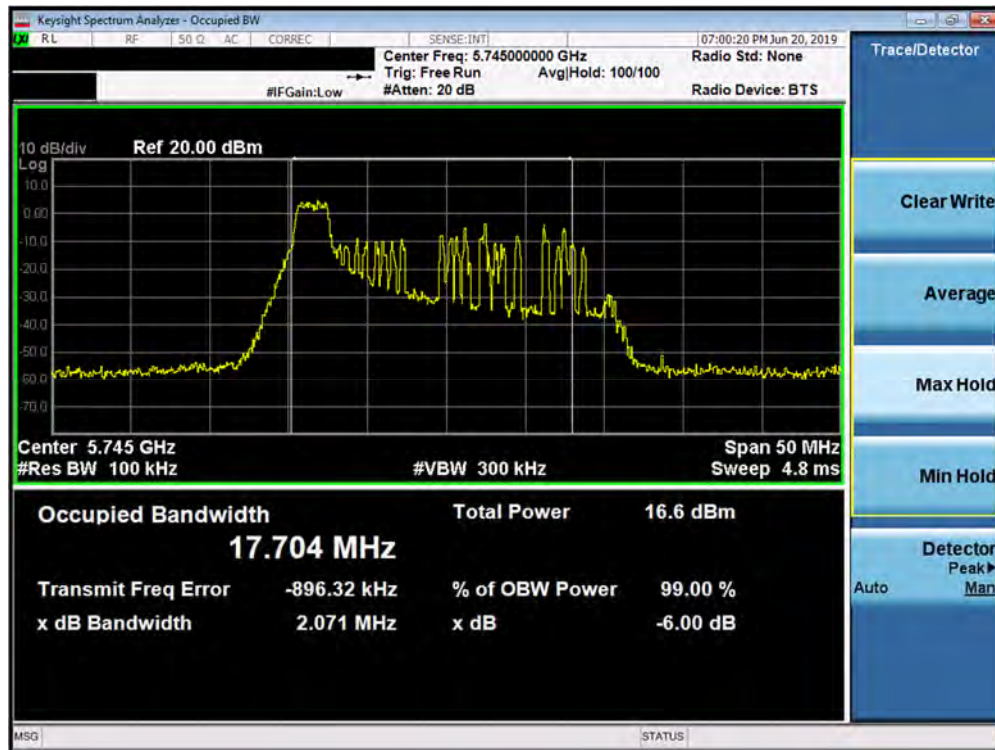 Keysight Spectrum Analyzer - Occupied BW
LXI RL RF 50 Ω AC CORREC SENSE:INT 07:00:20 PM Jun 20, 2019
Center Freq: 5.745000000 GHz Radio Std: None
Trig: Free Run Avg|Hold: 100/100
#IFGain:Low #Atten: 20 dB Radio Device: BTS
10 dB/div Ref 20.00 dBm
Log
10.0
0.00
-10.0
-20.0
-30.0
-40.0
-50.0
-60.0
-70.0
Center 5.745 GHz Span 50 MHz
#Res BW 100 kHz #VBW 300 kHz Sweep 4.8 ms
Occupied Bandwidth Total Power 16.6 dBm
17.704 MHz
Transmit Freq Error -896.32 kHz % of OBW Power 99.00 %
x dB Bandwidth 2.071 MHz x dB -6.00 dB
MSG STATUS
Trace/Detector
Clear Write
Average
Max Hold
Min Hold
Detector
Peak▶
Auto Man